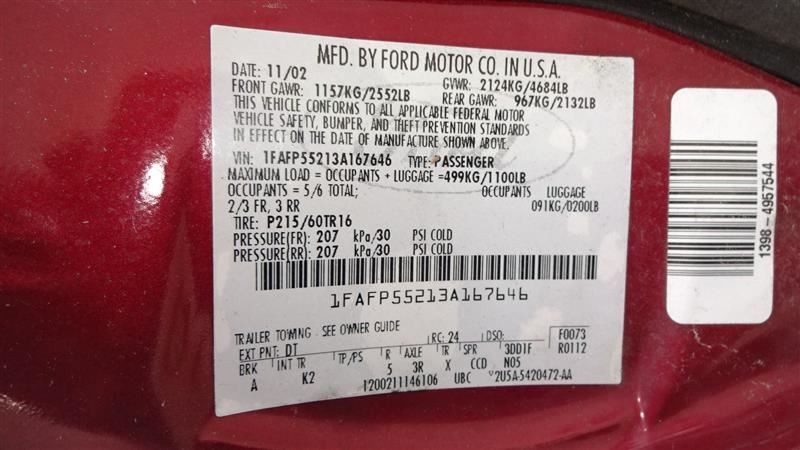 MFD. BY FORD MOTOR CO. IN U.S.A.
DATE: 11/02 GVWR: 2124KG/4684LB
FRONT GAWR: 1157KG/2552LB REAR GAWR: 967KG/2132LB
THIS VEHICLE CONFORMS TO ALL APPLICABLE FEDERAL MOTOR
VEHICLE SAFETY, BUMPER, AND THEFT PREVENTION STANDARDS
IN EFFECT ON THE DATE OF MANUFACTURE SHOWN ABOVE.
VIN: 1FAFP55213A167646 TYPE: PASSENGER
MAXIMUM LOAD = OCCUPANTS + LUGGAGE =499KG/1100LB
OCCUPANTS = 5/6 TOTAL; OCCUPANTS LUGGAGE
2/3 FR, 3 RR 091KG/0200LB
TIRE: P215/60TR16
PRESSURE(FR): 207 kPa/30 PSI COLD
PRESSURE(RR): 207 kPa/30 PSI COLD
1FAFP55213A167646
TRAILER TOWING - SEE OWNER GUIDE
EXT PNT: DT RC: 24 DSO: F0073
BRK INT TR TP/PS R AXLE TR SPR 3DD1F R0112
A K2 5 3R X CCD N05
1200211146106 UBC V2U5A-5420472-AA
1398-4957544